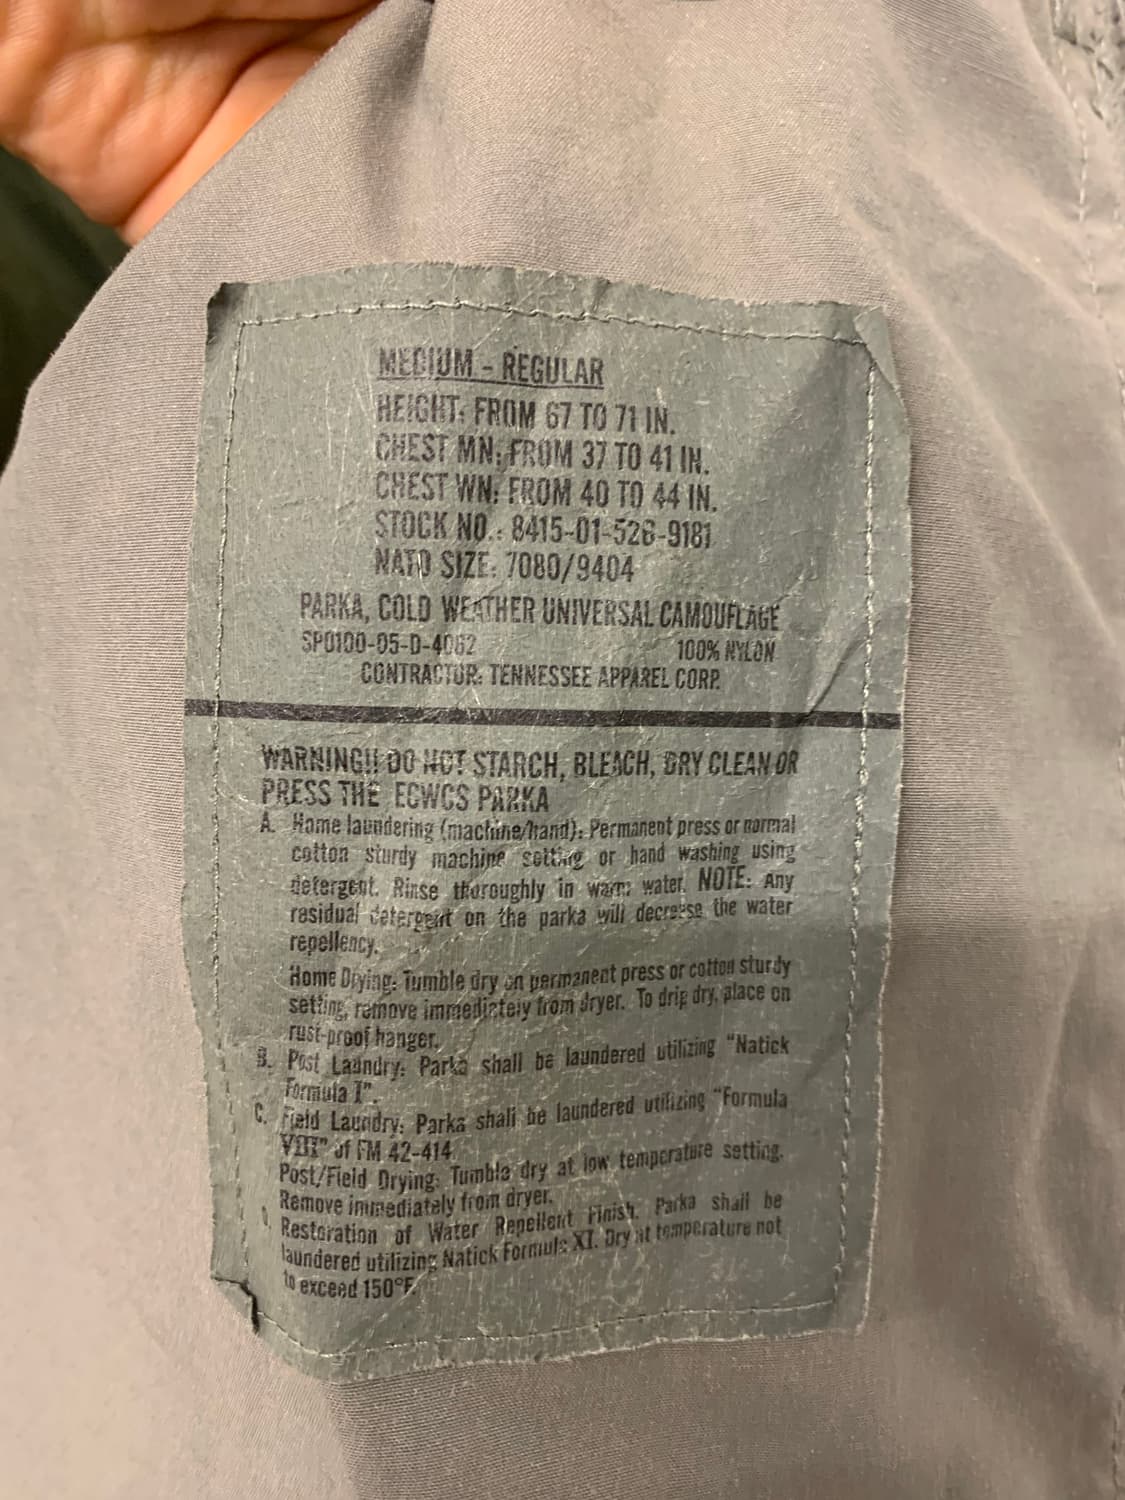 MEDIUM - REGULAR
HEIGHT: FROM 67 TO 71 IN.
CHEST MN: FROM 37 TO 41 IN.
CHEST WN: FROM 40 TO 44 IN.
STOCK NO.: 8415-01-526-9181
NATO SIZE: 7080/9404
PARKA, COLD WEATHER UNIVERSAL CAMOUFLAGE
SP0100-05-D-4082 100% NYLON
CONTRACTOR: TENNESSEE APPAREL CORP.
WARNING!! DO NOT STARCH, BLEACH, DRY CLEAN OR
PRESS THE ECWCS PARKA
A. Home laundering (machine/hand): Permanent press or normal
cotton sturdy machine setting or hand washing using
detergent. Rinse thoroughly in warm water. NOTE: Any
residual detergent on the parka will decrease the water
repellency.
Home Drying: Tumble dry on permanent press or cotton sturdy
setting, remove immediately from dryer. To drip dry, place on
rust-proof hanger.
B. Post Laundry: Parka shall be laundered utilizing "Natick
Formula I".
C. Field Laundry: Parka shall be laundered utilizing "Formula
VIII" of FM 42-414
Post/Field Drying: Tumble dry at low temperature setting.
Remove immediately from dryer.
Restoration of Water Repellent Finish. Parka shall be
laundered utilizing Natick Formula XI. Dry at temperature not
to exceed 150°F.